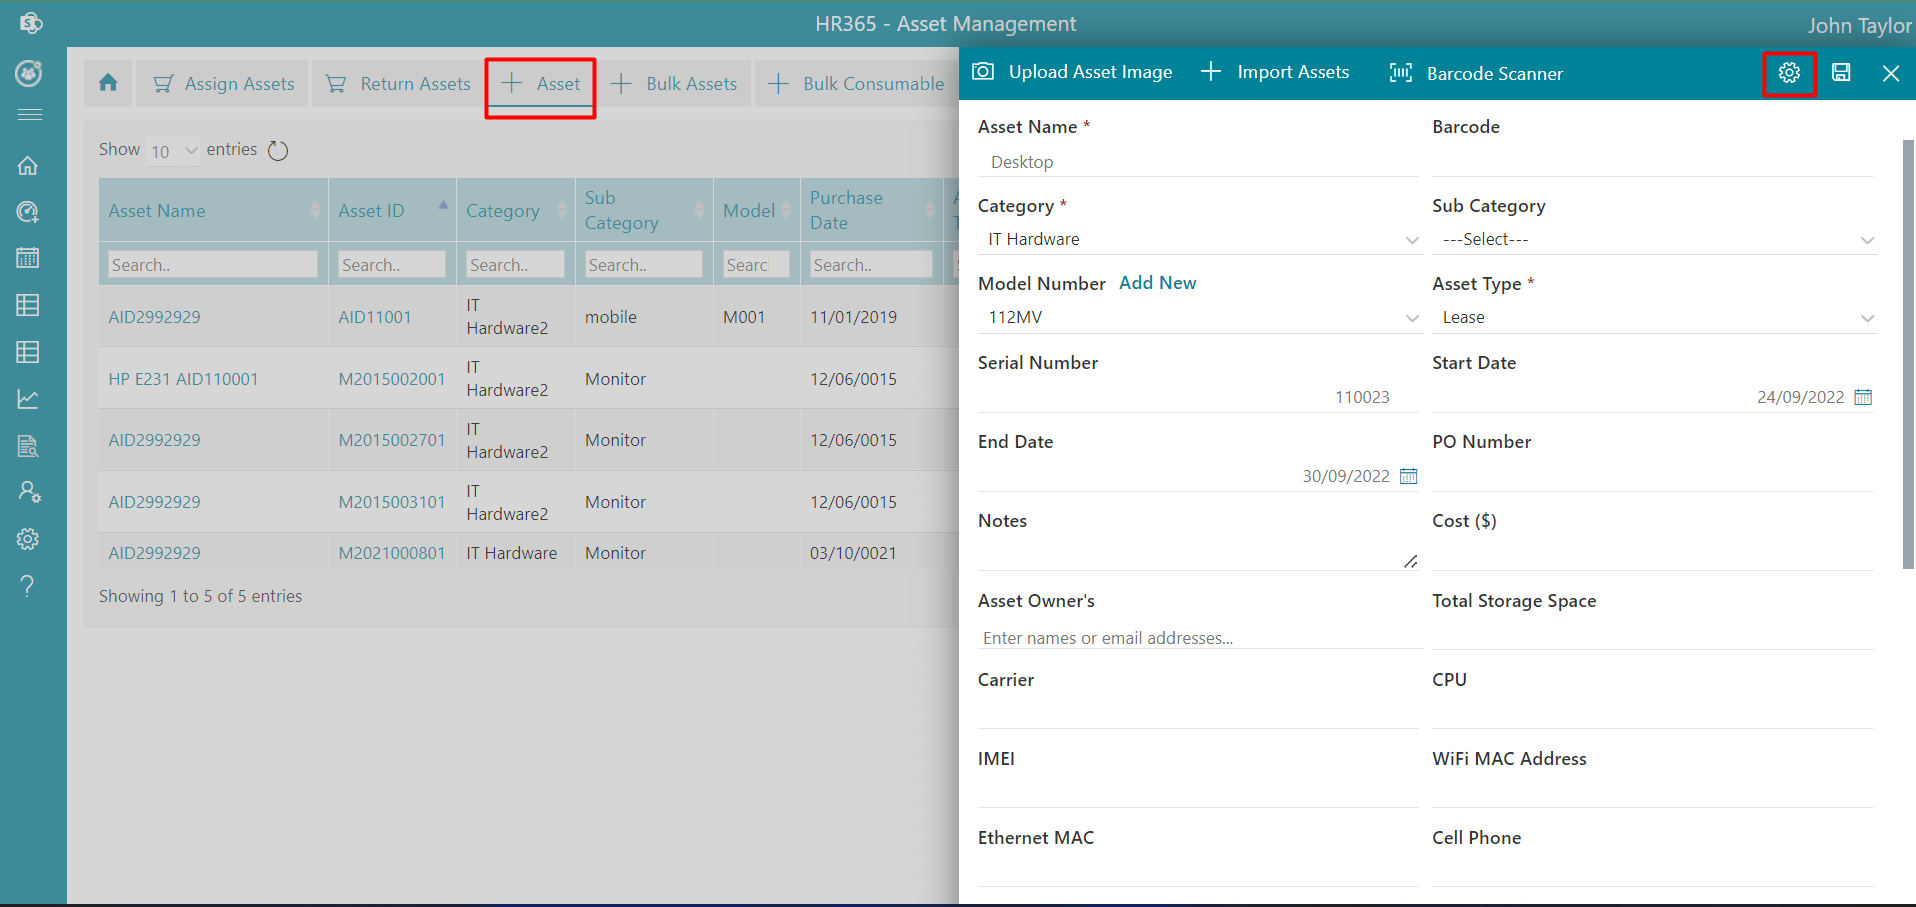 HR365 - Asset Management
John Taylor
Assign Assets
Return Assets
Asset
Bulk Assets
Bulk Consumable
Show 10 entries
Asset Name
Asset ID
Category
Sub
Category
Model
Purchase
Date
Search..
Search..
Search..
Search..
Searc
Search..
AID2992929
AID11001
IT
Hardware2
mobile
M001
11/01/2019
HP E231 AID110001
M2015002001
IT
Hardware2
Monitor
12/06/0015
AID2992929
M2015002701
IT
Hardware2
Monitor
12/06/0015
AID2992929
M2015003101
IT
Hardware2
Monitor
12/06/0015
AID2992929
M2021000801
IT Hardware
Monitor
03/10/0021
Showing 1 to 5 of 5 entries
Upload Asset Image
Import Assets
Barcode Scanner
Asset Name *
Desktop
Barcode
Category *
IT Hardware
Sub Category
---Select---
Model Number Add New
112MV
Asset Type *
Lease
Serial Number
110023
Start Date
24/09/2022
End Date
30/09/2022
PO Number
Notes
Cost ($)
Asset Owner's
Enter names or email addresses...
Total Storage Space
Carrier
CPU
IMEI
WiFi MAC Address
Ethernet MAC
Cell Phone